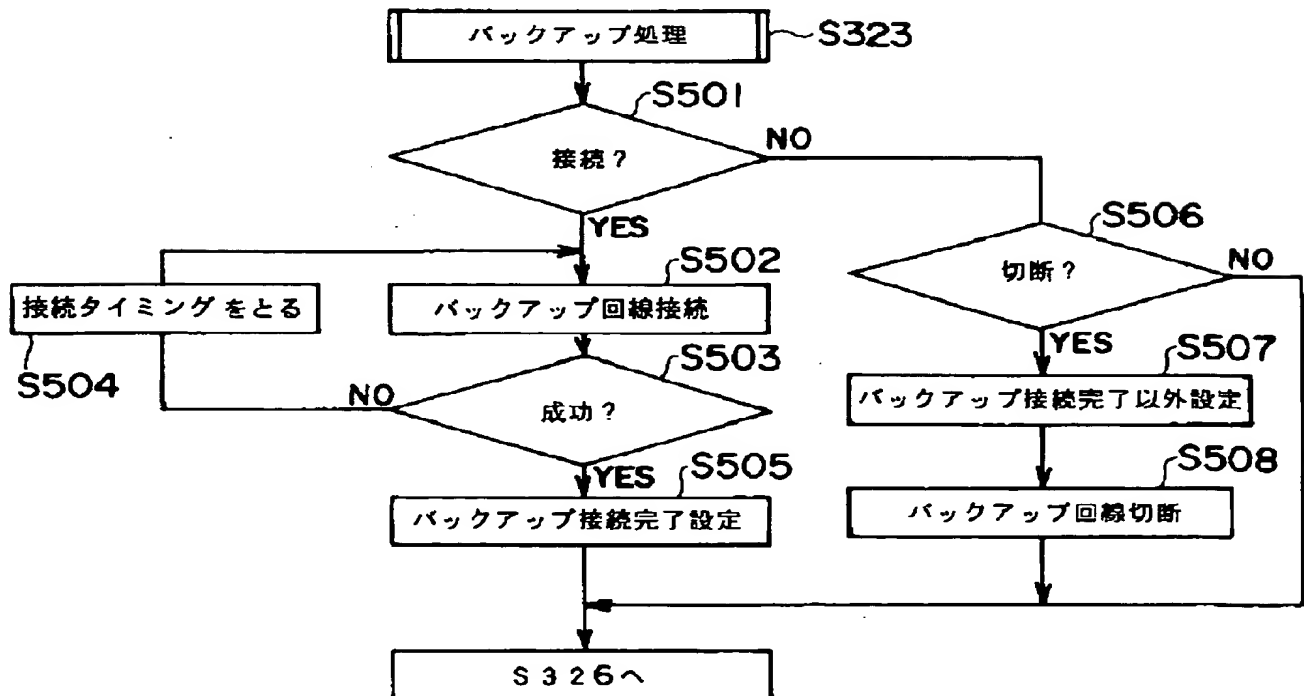 バックアップ処理
S323
S501
接続?
NO
YES
S506
切断?
NO
S502
バックアップ回線接続
接続タイミングをとる
S504
S503
成功?
NO
YES
S507
バックアップ接続完了以外設定
YES
S505
バックアップ接続完了設定
S508
バックアップ回線切断
S326へ